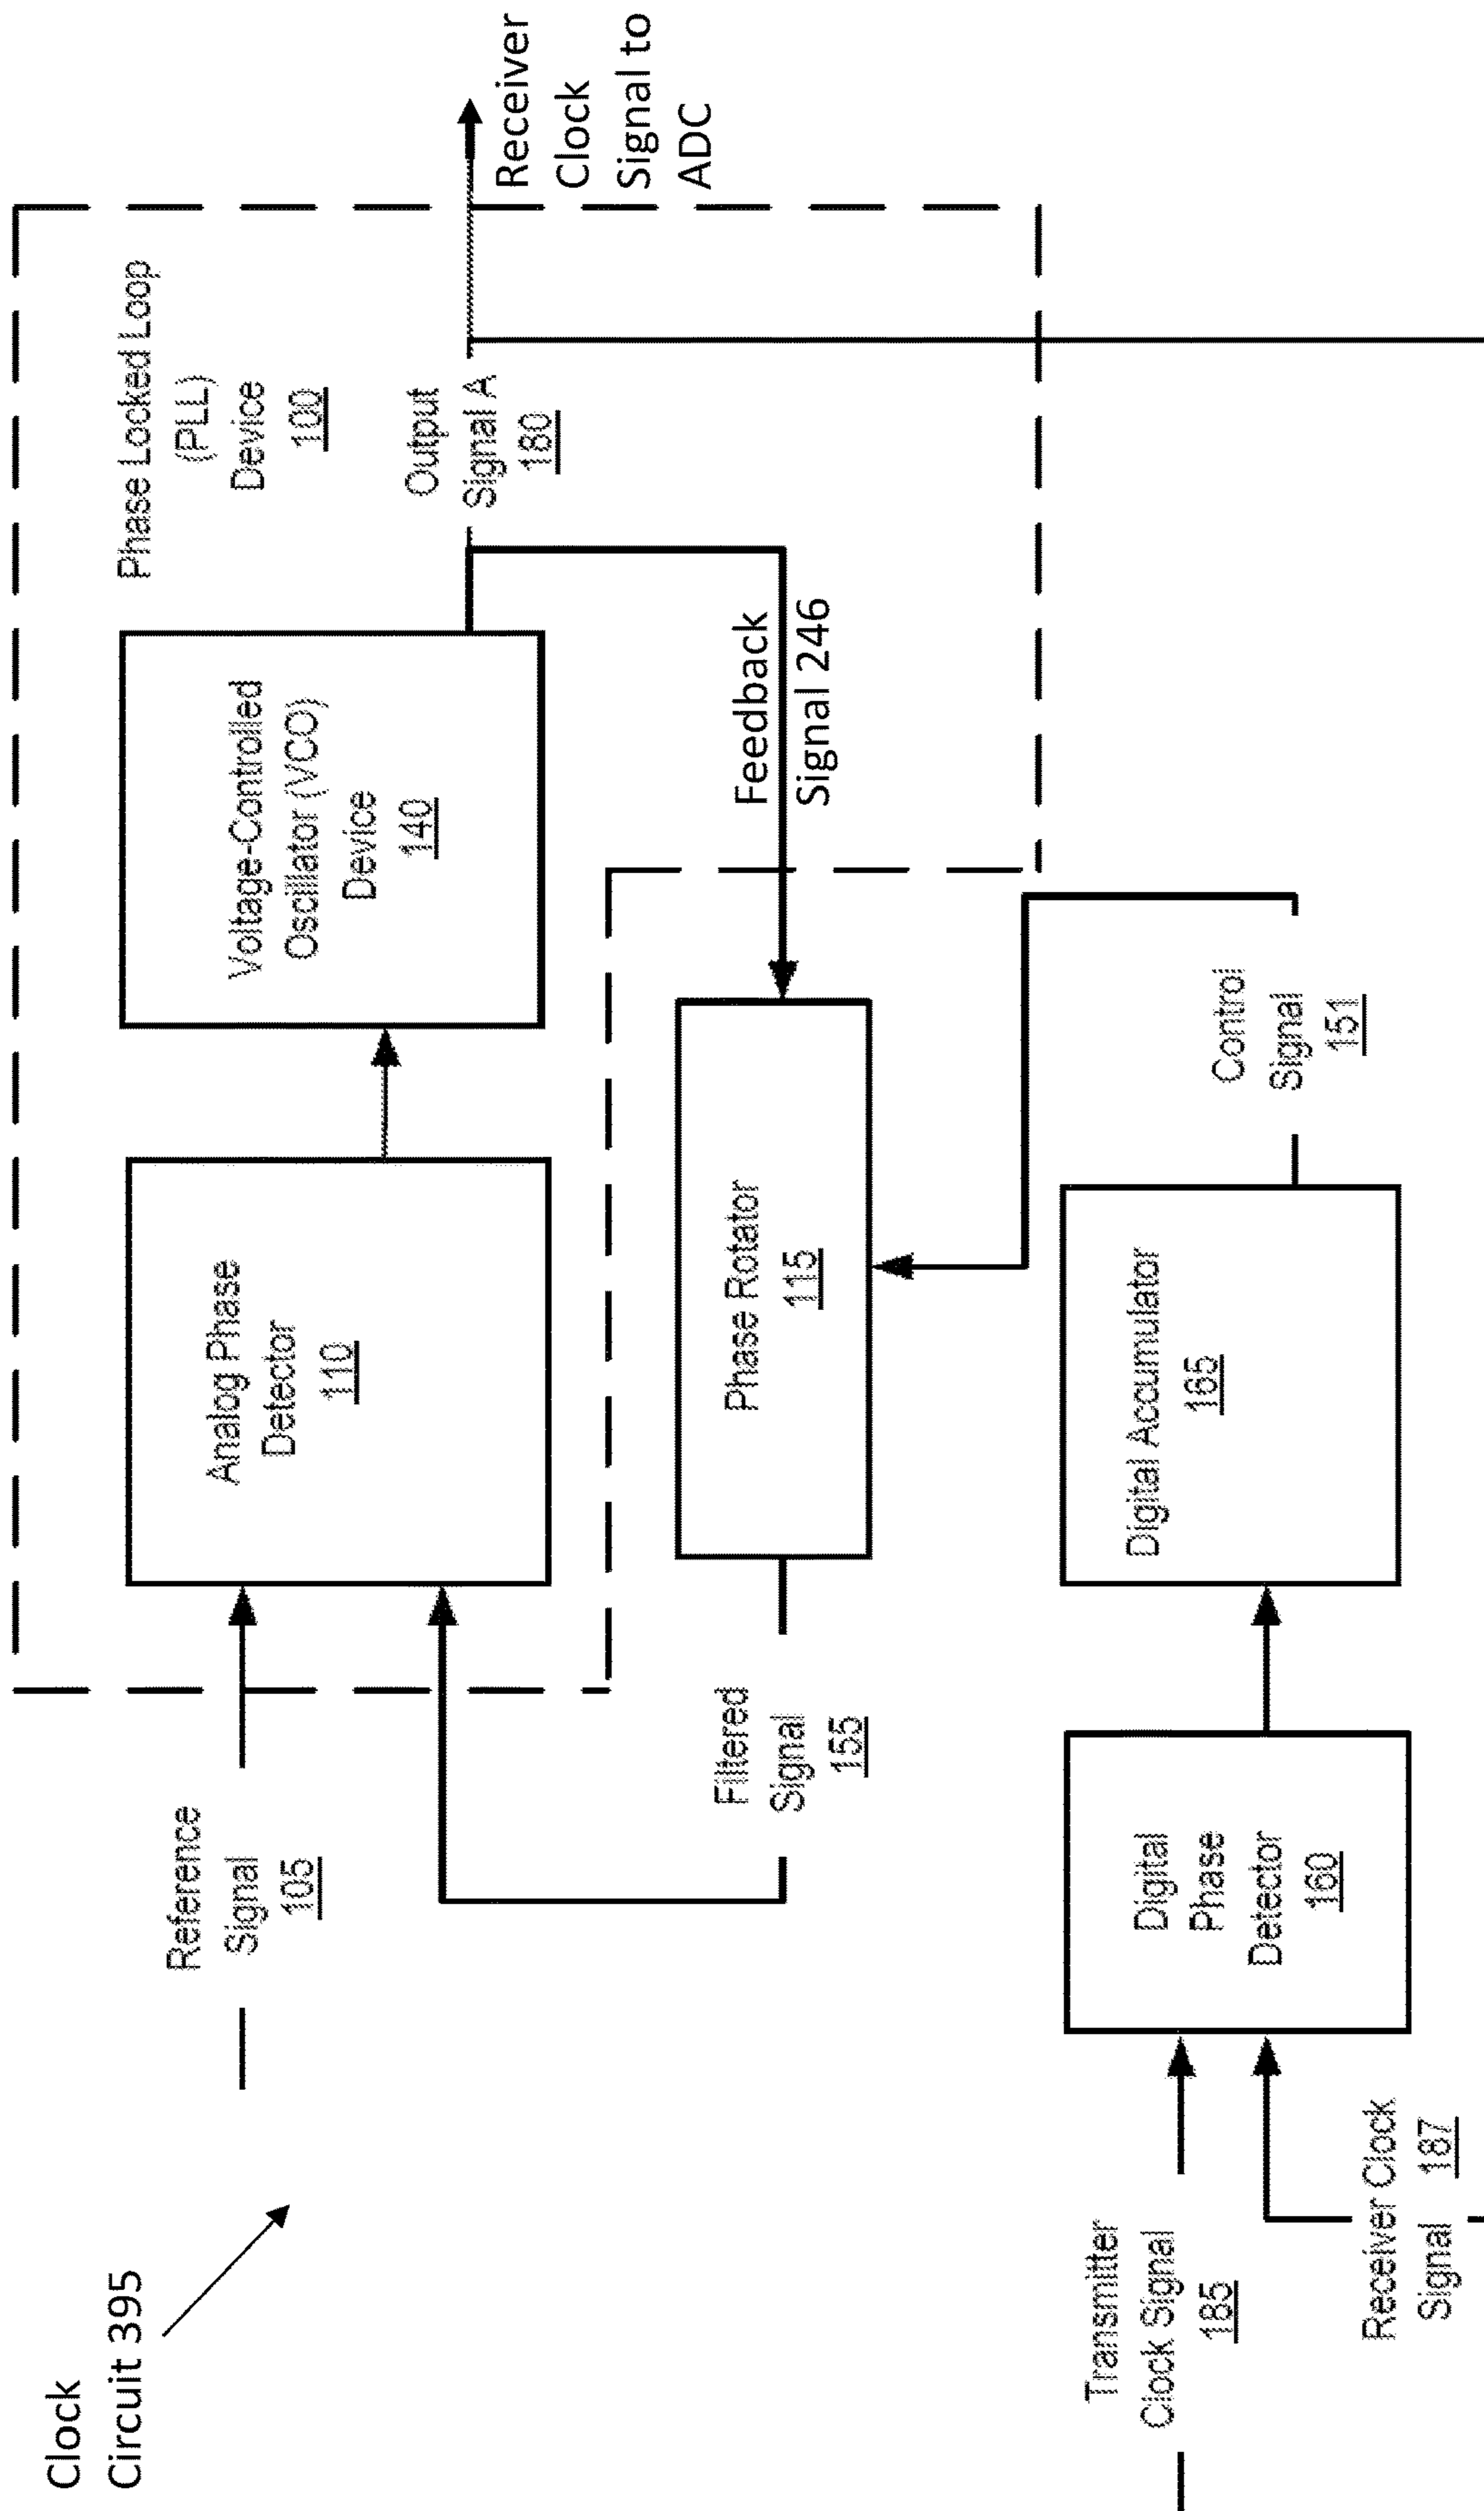 Clock
Circuit 395
Reference
Signal
105
Analog Phase
Detector
110
Voltage-Controlled
Oscillator (VCO)
Device
140
Phase Locked Loop
(PLL)
Device
100
Output
Signal A
180
Receiver
Clock
Signal to
ADC
Filtered
Signal
155
Phase Rotator
115
Feedback
Signal 246
Transmitter
Clock Signal
185
Receiver Clock
Signal 187
Digital
Phase
Detector
160
Digital Accumulator
165
Control
Signal
151